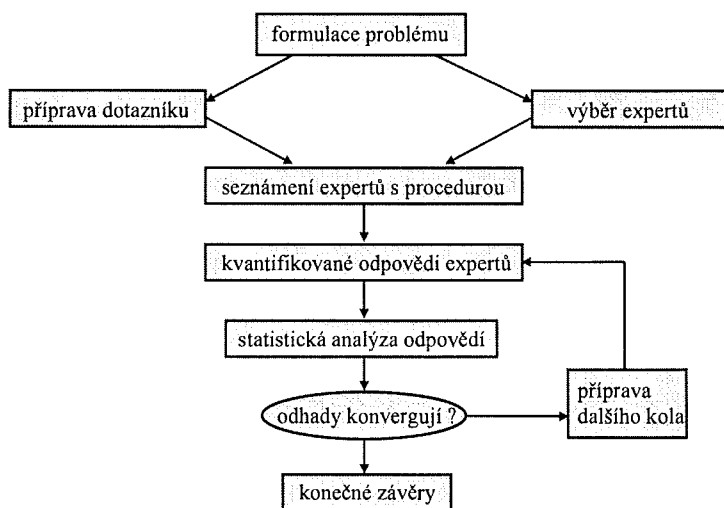 formulace problému
příprava dotazníku
výběr expertů
seznámení expertů s procedurou
kvantifikované odpovědí expertů
statistická analýza odpovědí
odhady konvergují ?
příprava
dalšího kola
konečné závěry